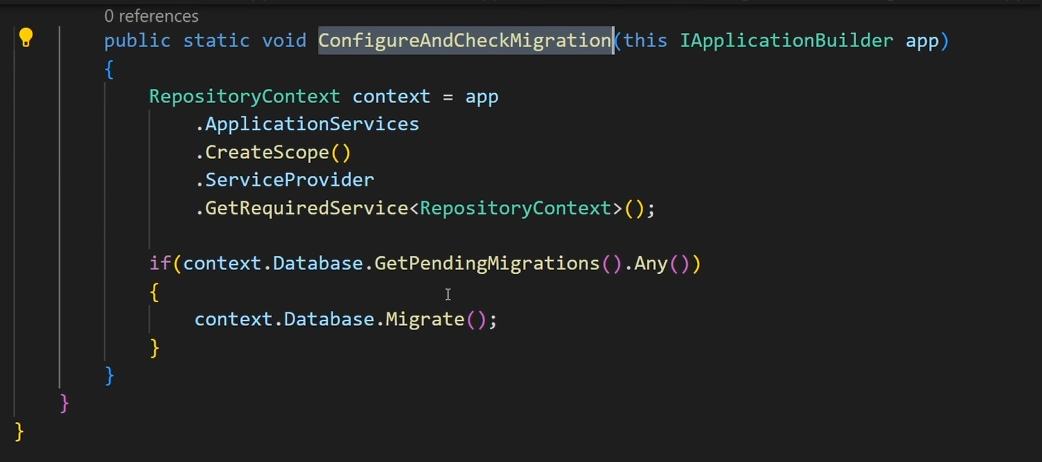 0 references
public static void ConfigureAndCheckMigration(this IApplicationBuilder app)
{
RepositoryContext context = app
.ApplicationServices
.CreateScope()
.ServiceProvider
.GetRequiredService<RepositoryContext>();
if(context.Database.GetPendingMigrations().Any())
{
context.Database.Migrate();
}
}
}
}